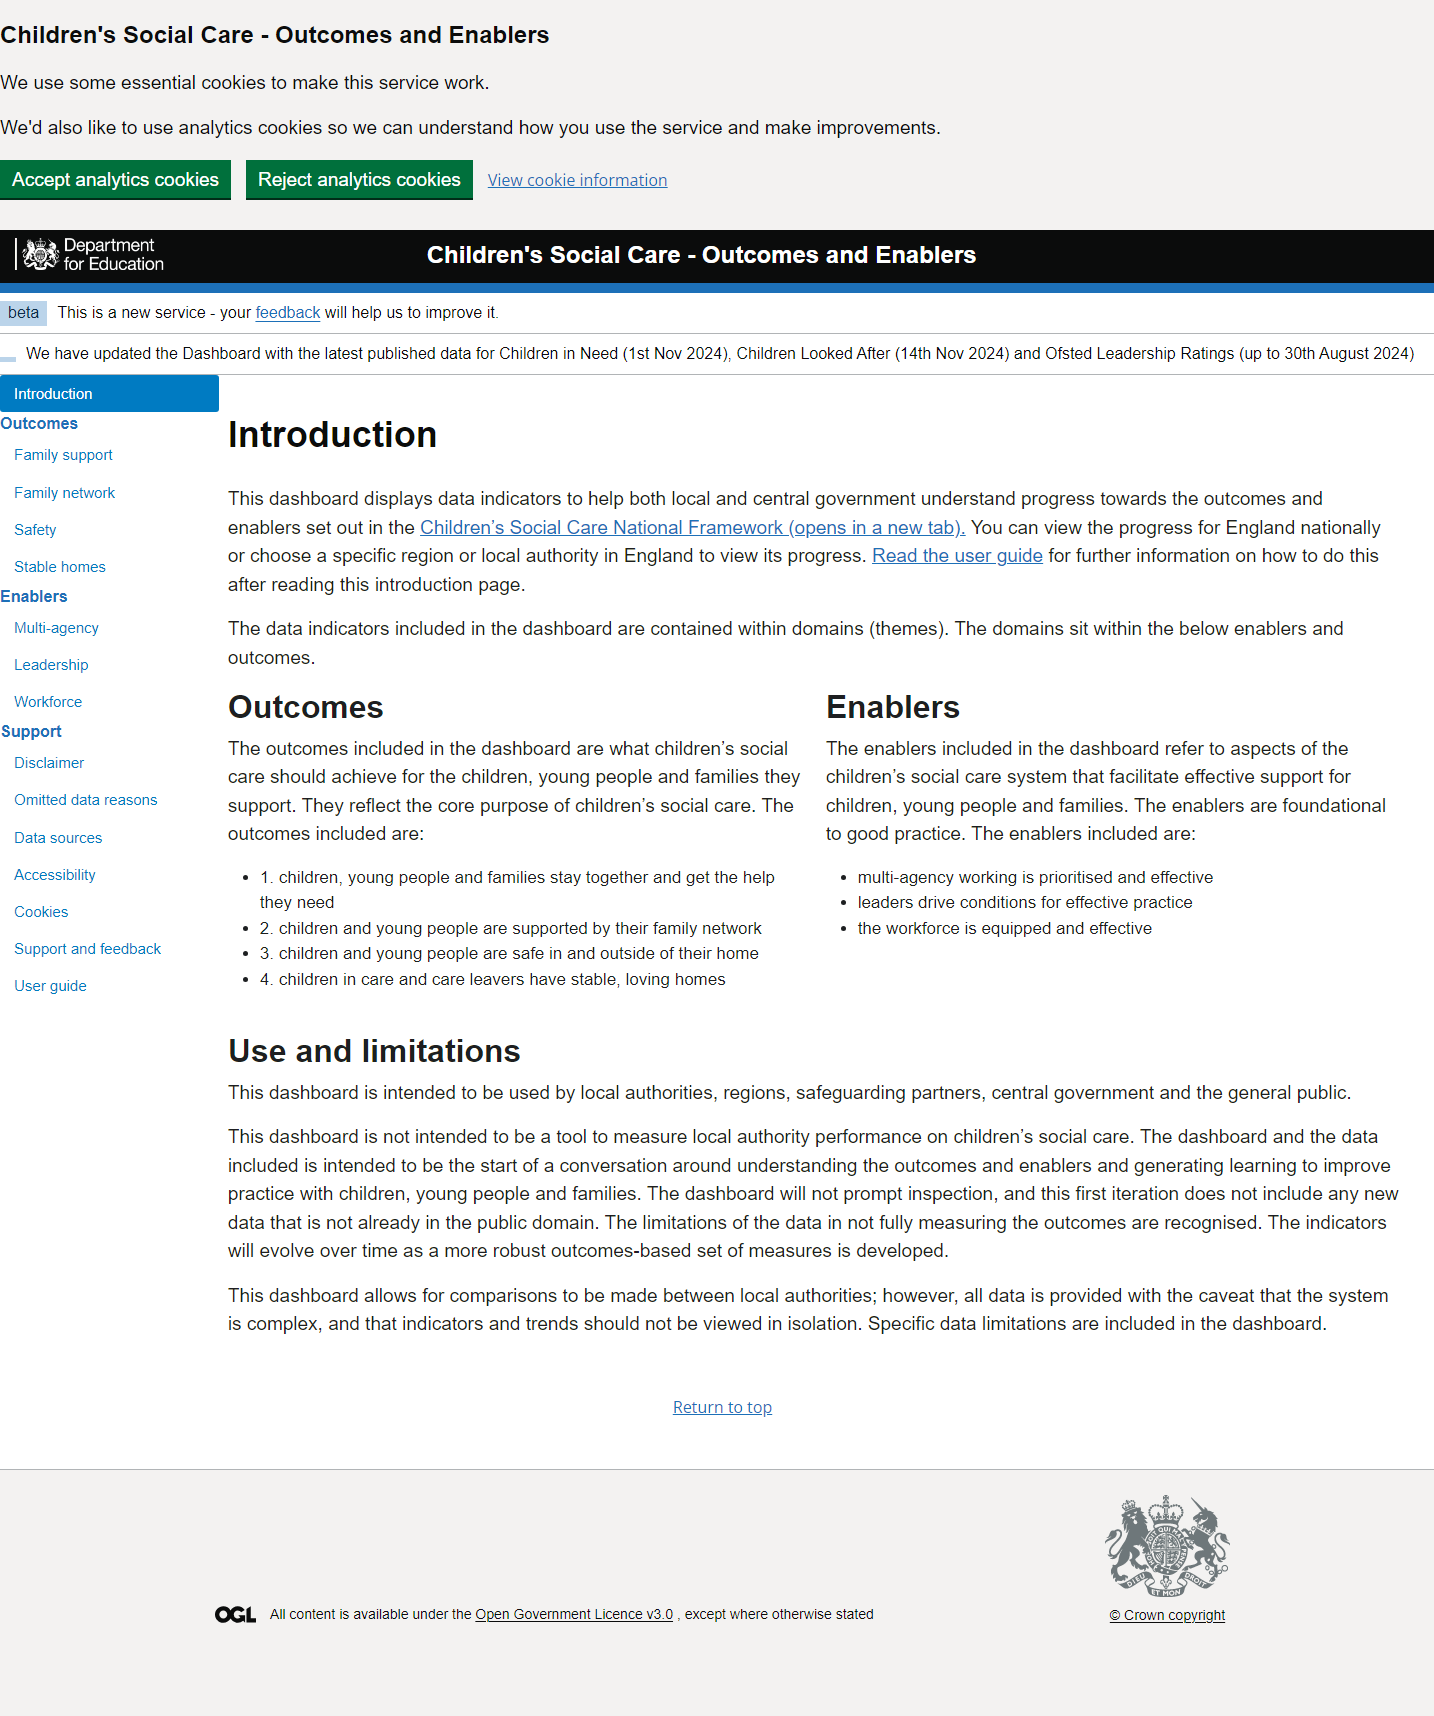 Children's Social Care - Outcomes and Enablers
We use some essential cookies to make this service work.
We'd also like to use analytics cookies so we can understand how you use the service and make improvements.
Accept analytics cookies Reject analytics cookies View cookie information
Department
for Education
Children's Social Care - Outcomes and Enablers
beta This is a new service - your feedback will help us to improve it.
We have updated the Dashboard with the latest published data for Children in Need (1st Nov 2024), Children Looked After (14th Nov 2024) and Ofsted Leadership Ratings (up to 30th August 2024)
Introduction
Outcomes
Family support
Family network
Safety
Stable homes
Enablers
Multi-agency
Leadership
Workforce
Support
Disclaimer
Omitted data reasons
Data sources
Accessibility
Cookies
Support and feedback
User guide
Introduction
This dashboard displays data indicators to help both local and central government understand progress towards the outcomes and
enablers set out in the Children’s Social Care National Framework (opens in a new tab). You can view the progress for England nationally
or choose a specific region or local authority in England to view its progress. Read the user guide for further information on how to do this
after reading this introduction page.
The data indicators included in the dashboard are contained within domains (themes). The domains sit within the below enablers and
outcomes.
Outcomes
The outcomes included in the dashboard are what children’s social
care should achieve for the children, young people and families they
support. They reflect the core purpose of children’s social care. The
outcomes included are:
• 1. children, young people and families stay together and get the help
they need
• 2. children and young people are supported by their family network
• 3. children and young people are safe in and outside of their home
• 4. children in care and care leavers have stable, loving homes
Enablers
The enablers included in the dashboard refer to aspects of the
children’s social care system that facilitate effective support for
children, young people and families. The enablers are foundational
to good practice. The enablers included are:
• multi-agency working is prioritised and effective
• leaders drive conditions for effective practice
• the workforce is equipped and effective
Use and limitations
This dashboard is intended to be used by local authorities, regions, safeguarding partners, central government and the general public.
This dashboard is not intended to be a tool to measure local authority performance on children’s social care. The dashboard and the data
included is intended to be the start of a conversation around understanding the outcomes and enablers and generating learning to improve
practice with children, young people and families. The dashboard will not prompt inspection, and this first iteration does not include any new
data that is not already in the public domain. The limitations of the data in not fully measuring the outcomes are recognised. The indicators
will evolve over time as a more robust outcomes-based set of measures is developed.
This dashboard allows for comparisons to be made between local authorities; however, all data is provided with the caveat that the system
is complex, and that indicators and trends should not be viewed in isolation. Specific data limitations are included in the dashboard.
Return to top
OGL All content is available under the Open Government Licence v3.0 , except where otherwise stated
DIEU ET MON DROIT
© Crown copyright